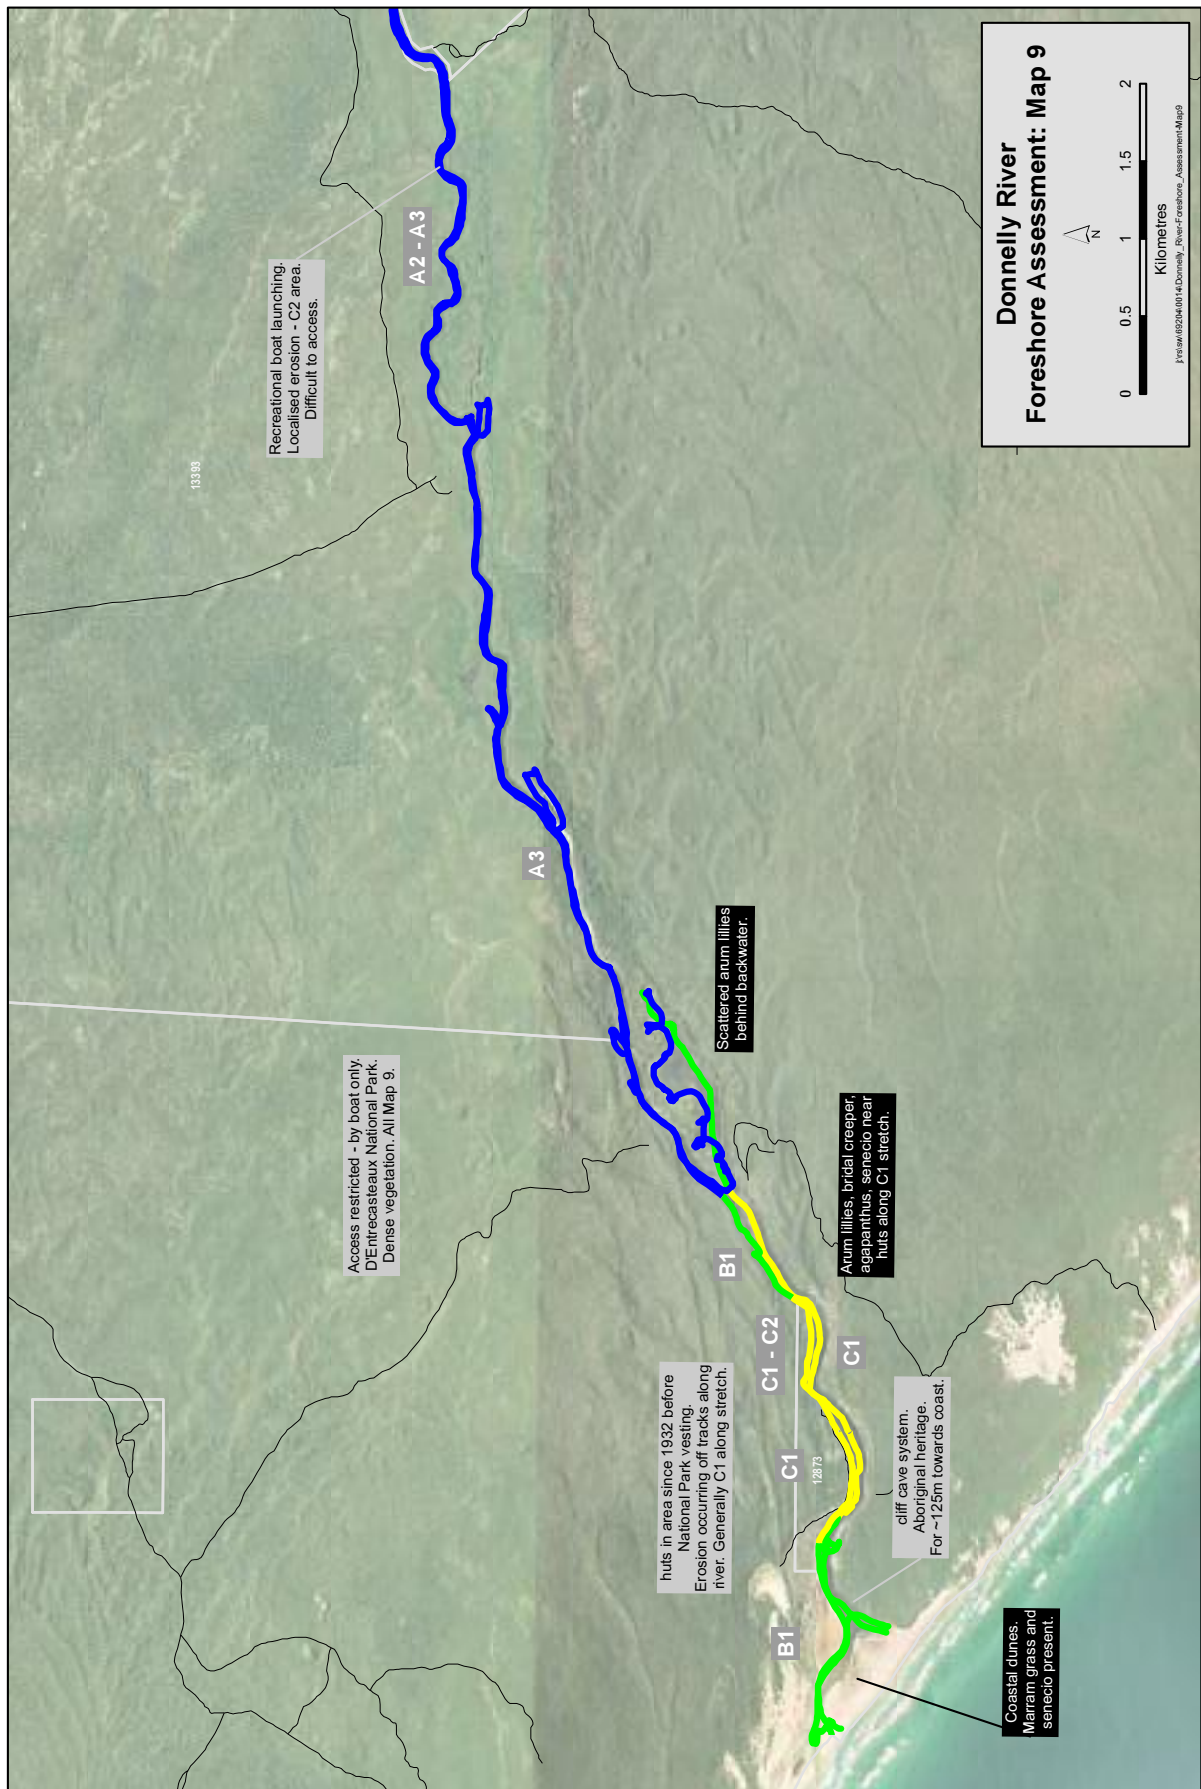 Donnelly River
Foreshore Assessment: Map 9
N
0
0.5
1
1.5
2
Kilometres
Recreational boat launching.
Localised erosion - C2 area.
Difficult to access.
A2 - A3
13393
A3
Access restricted - by boat only.
D'Entrecasteaux National Park.
Dense vegetation. All Map 9.
Scattered arum lillies
behind backwater.
Arum lillies, bridal creeper,
agapanthus, senecio near
huts along C1 stretch.
B1
C1 - C2
C1
huts in area since 1932 before
National Park vesting.
Erosion occurring off tracks along
river. Generally C1 along stretch.
C1
12873
cliff cave system.
Aboriginal heritage.
For ~125m towards coast.
B1
Coastal dunes.
Marram grass and
senecio present.